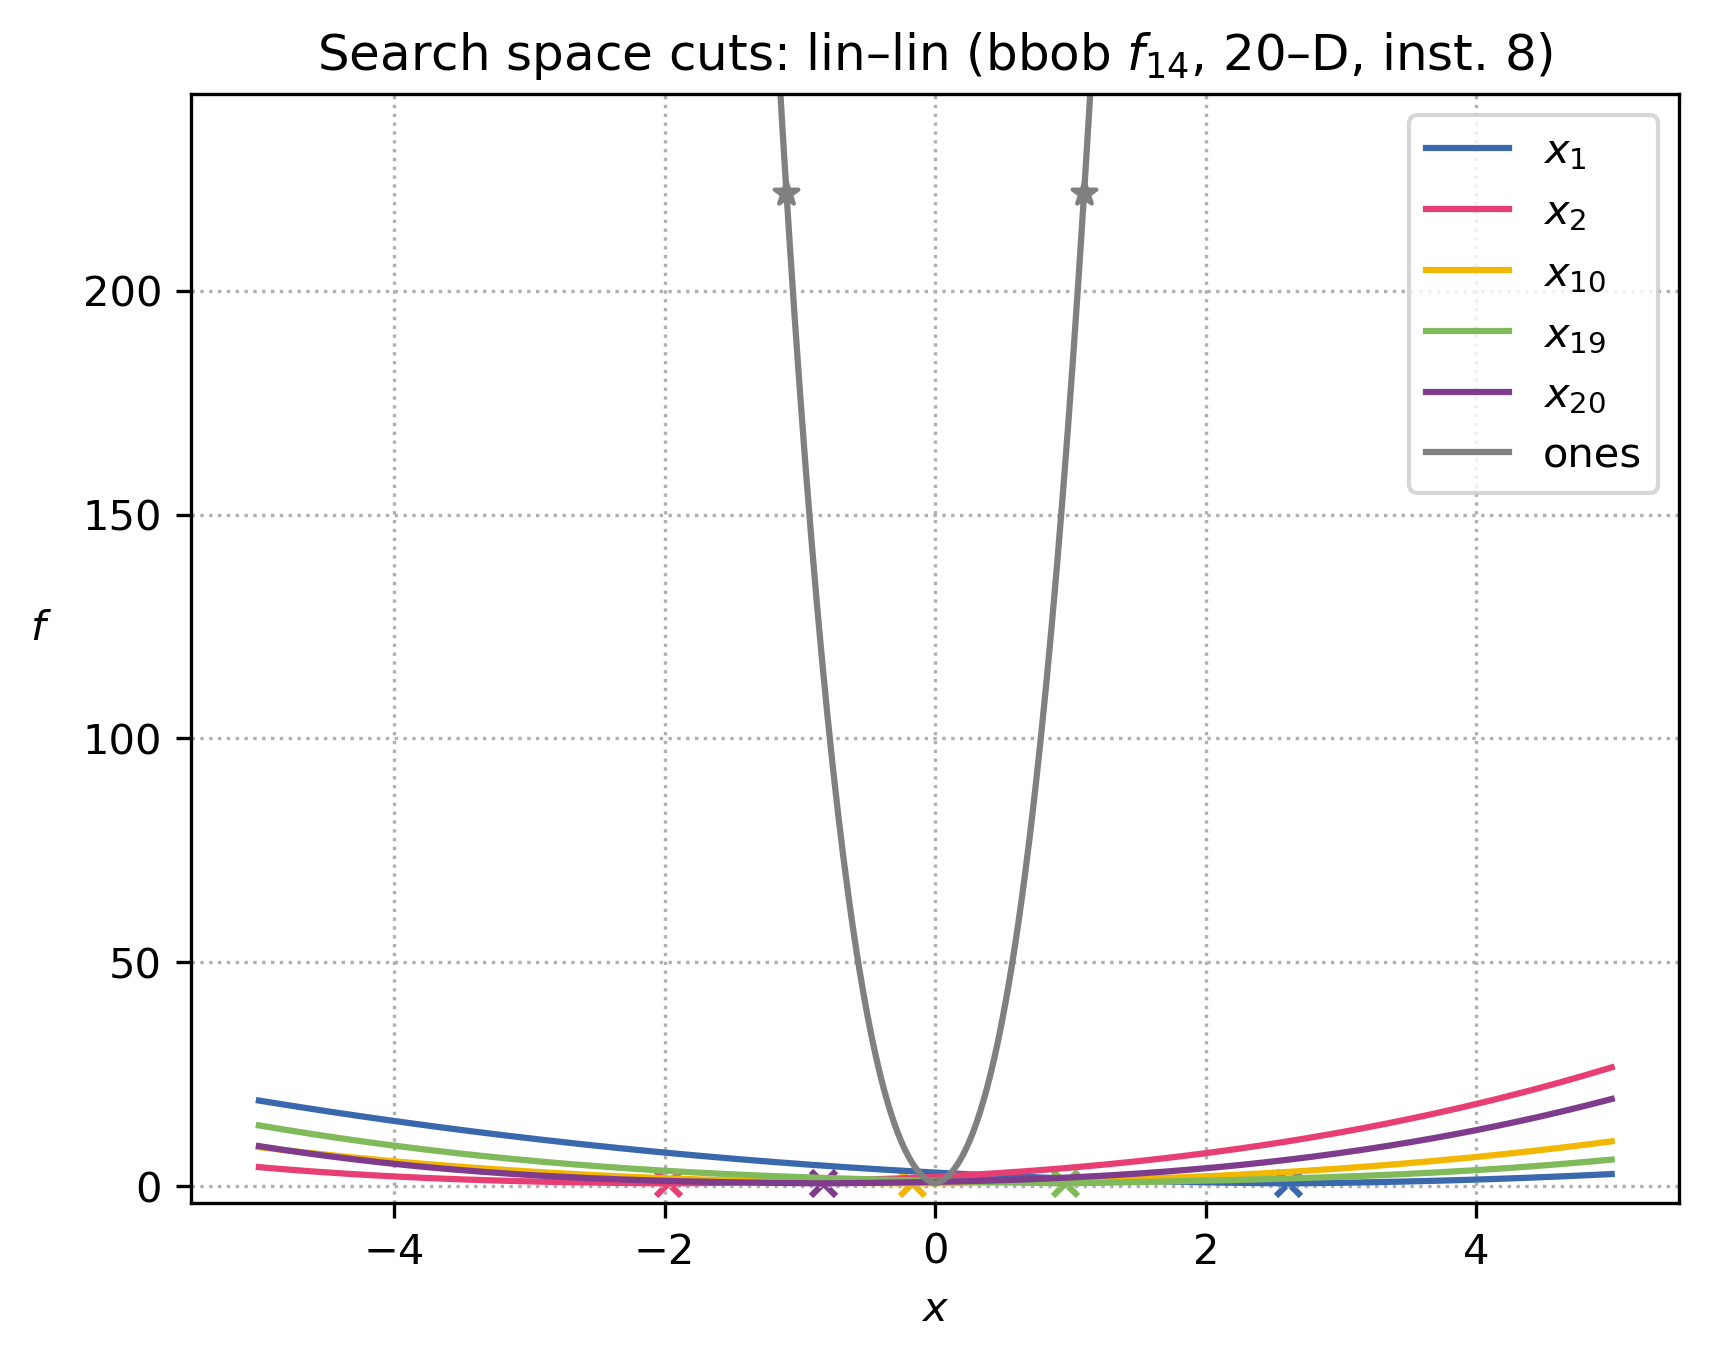 Search space cuts: lin–lin (bbob f₁₄, 20–D, inst. 8)
x₁
x₂
x₁₀
x₁₉
x₂₀
ones
200
150
100
50
0
f
−4
−2
0
2
4
x